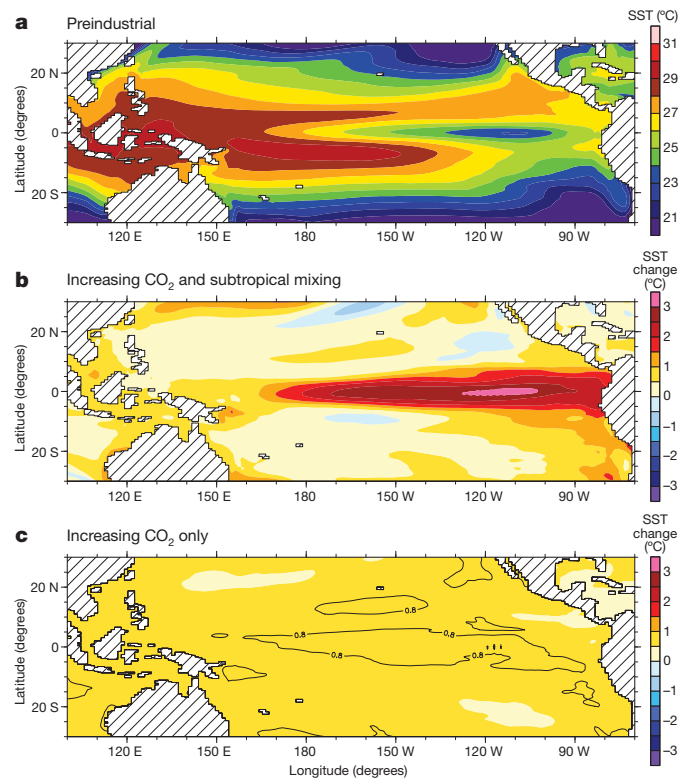 a Preindustrial
SST (ºC)
31
29
27
25
23
21
20
20 N
0
20 S
Latitude (degrees)
120 E 150 E 180 150 W 120 W 90 W
b Increasing CO₂ and subtropical mixing
SST
change
(ºC)
3
2
1
0
−1
−2
−3
20 N
0
20 S
Latitude (degrees)
120 E 150 E 180 150 W 120 W 90 W
c Increasing CO₂ only
SST
change
(ºC)
3
2
1
0
−1
−2
−3
20 N
0
20 S
Latitude (degrees)
0.8
0.8
0.8
0.8
0.8
120 E 150 E 180 150 W 120 W 90 W
Longitude (degrees)